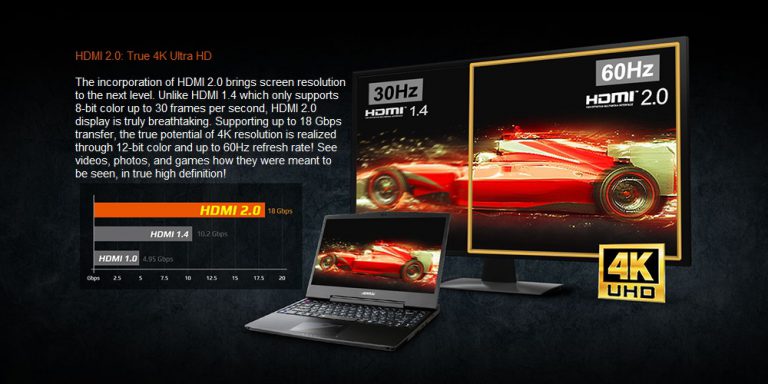 HDMI 2.0: True 4K Ultra HD
The incorporation of HDMI 2.0 brings screen resolution
to the next level. Unlike HDMI 1.4 which only supports
8-bit color up to 30 frames per second, HDMI 2.0
display is truly breathtaking. Supporting up to 18 Gbps
transfer, the true potential of 4K resolution is realized
through 12-bit color and up to 60Hz refresh rate! See
videos, photos, and games how they were meant to
be seen, in true high definition!
30Hz
HDMI 1.4
60Hz
HDMI 2.0
HDMI 2.0 18 Gbps
HDMI 1.4 10.2 Gbps
HDMI 1.0 4.95 Gbps
Gbps 2.5 5 7.5 10 12.5 15 17.5 20
4K
UHD